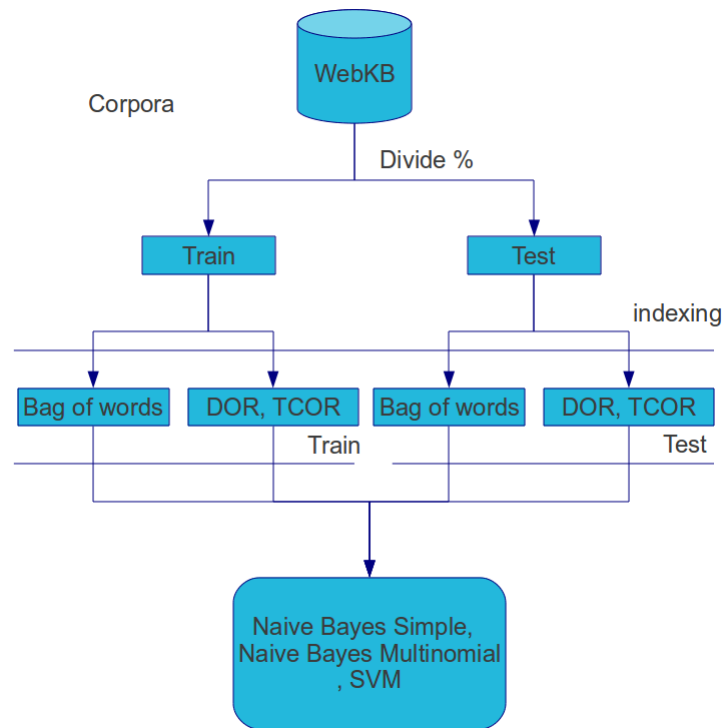 WebKB
Corpora
Divide %
Train
Test
indexing
Bag of words
DOR, TCOR
Bag of words
DOR, TCOR
Train
Test
Naive Bayes Simple,
Naive Bayes Multinomial
, SVM